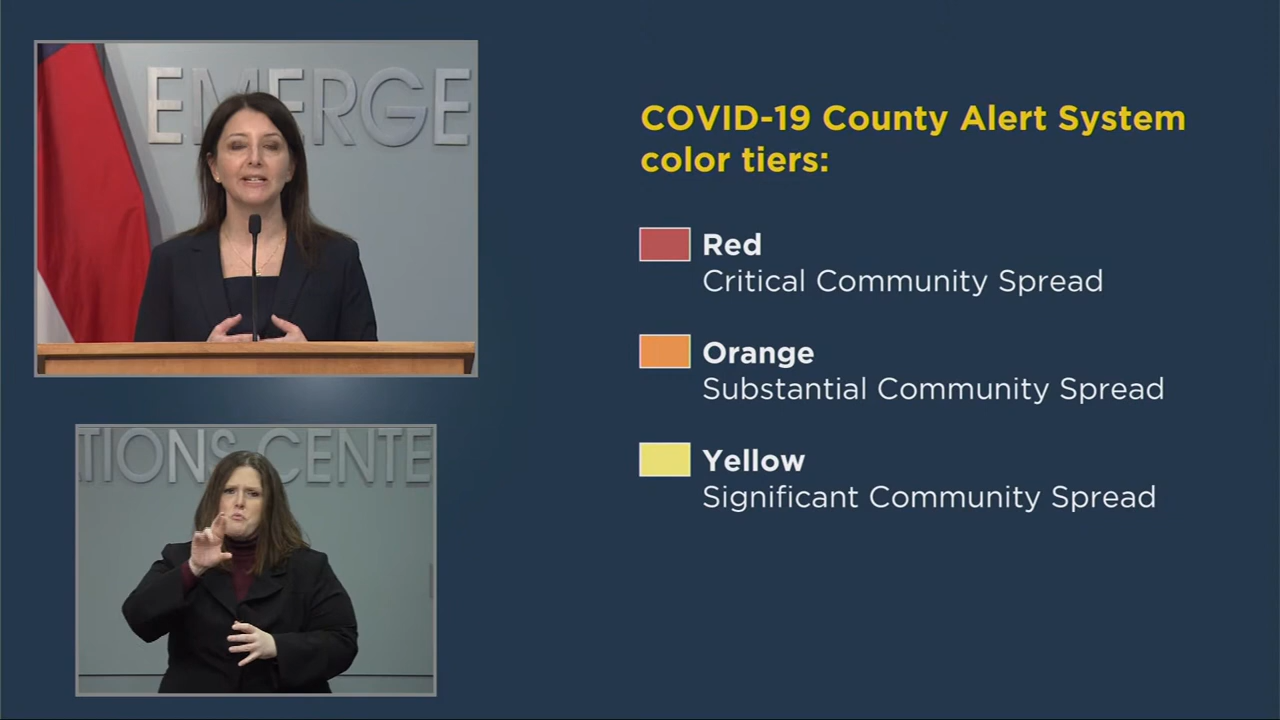 EMERGE
COVID-19 County Alert System
color tiers:
Red
Critical Community Spread
Orange
Substantial Community Spread
Yellow
Significant Community Spread
TIONS CENTE